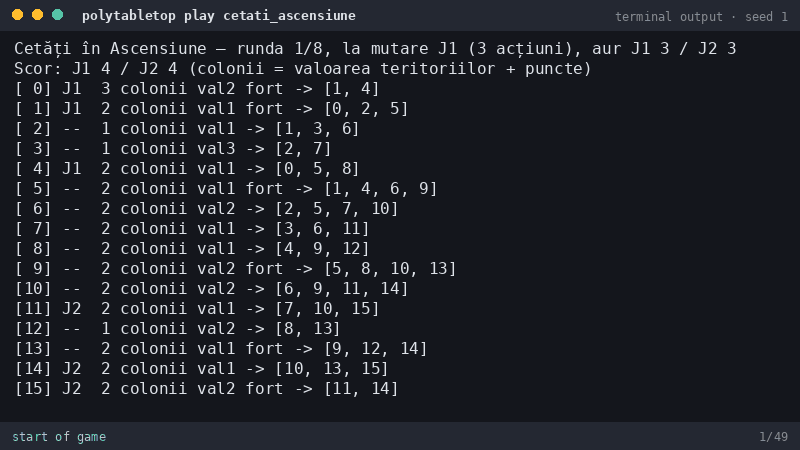 polytabletop play cetati_ascensiune
terminal output · seed 1
Cetăți în Ascensiune — runda 1/8, la mutare J1 (3 acțiuni), aur J1 3 / J2 3
Scor: J1 4 / J2 4 (colonii = valoarea teritoriilor + puncte)
[ 0] J1  3 colonii val2 fort -> [1, 4]
[ 1] J1  2 colonii val1 fort -> [0, 2, 5]
[ 2] --  1 colonii val1 -> [1, 3, 6]
[ 3] --  1 colonii val3 -> [2, 7]
[ 4] J1  2 colonii val1 -> [0, 5, 8]
[ 5] --  2 colonii val1 fort -> [1, 4, 6, 9]
[ 6] --  2 colonii val2 -> [2, 5, 7, 10]
[ 7] --  2 colonii val1 -> [3, 6, 11]
[ 8] --  2 colonii val1 -> [4, 9, 12]
[ 9] --  2 colonii val2 fort -> [5, 8, 10, 13]
[10] --  2 colonii val2 -> [6, 9, 11, 14]
[11] J2  2 colonii val1 -> [7, 10, 15]
[12] --  1 colonii val2 -> [8, 13]
[13] --  2 colonii val1 fort -> [9, 12, 14]
[14] J2  2 colonii val1 -> [10, 13, 15]
[15] J2  2 colonii val2 fort -> [11, 14]
start of game
1/49